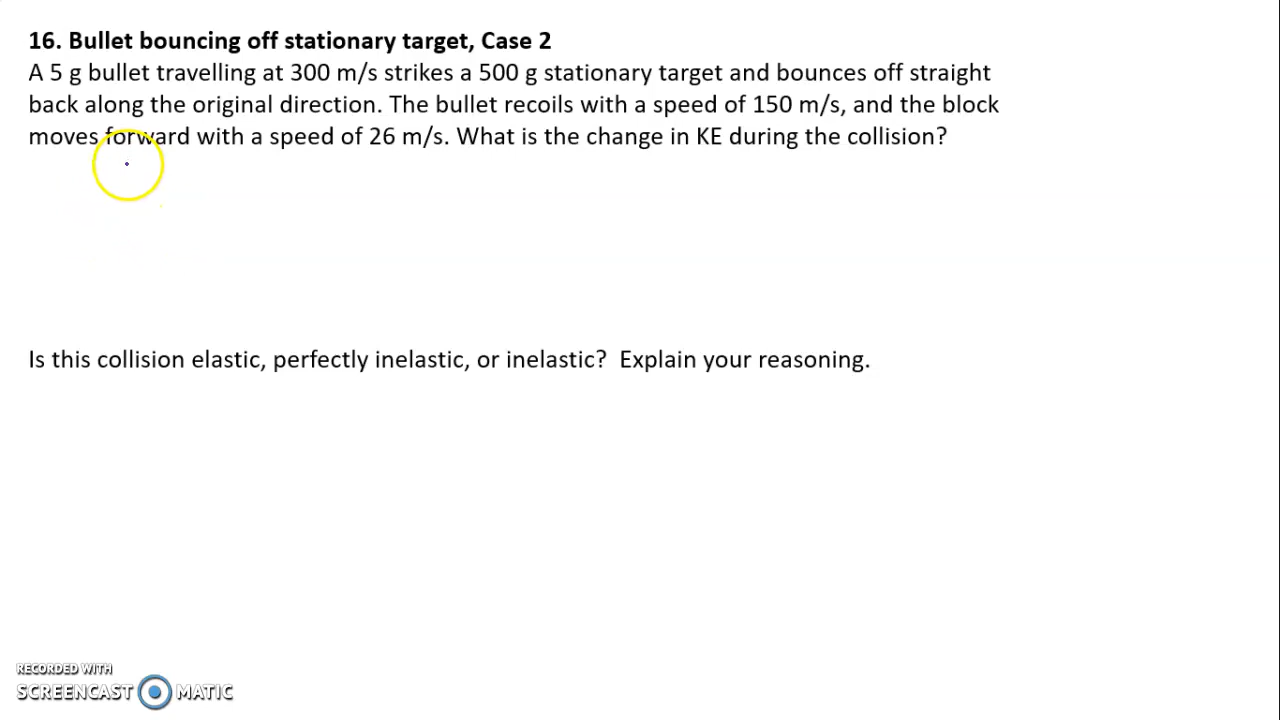 16. Bullet bouncing off stationary target, Case 2
A 5 g bullet travelling at 300 m/s strikes a 500 g stationary target and bounces off straight
back along the original direction. The bullet recoils with a speed of 150 m/s, and the block
moves forward with a speed of 26 m/s. What is the change in KE during the collision?
Is this collision elastic, perfectly inelastic, or inelastic?  Explain your reasoning.
RECORDED WITH
SCREENCAST MATIC